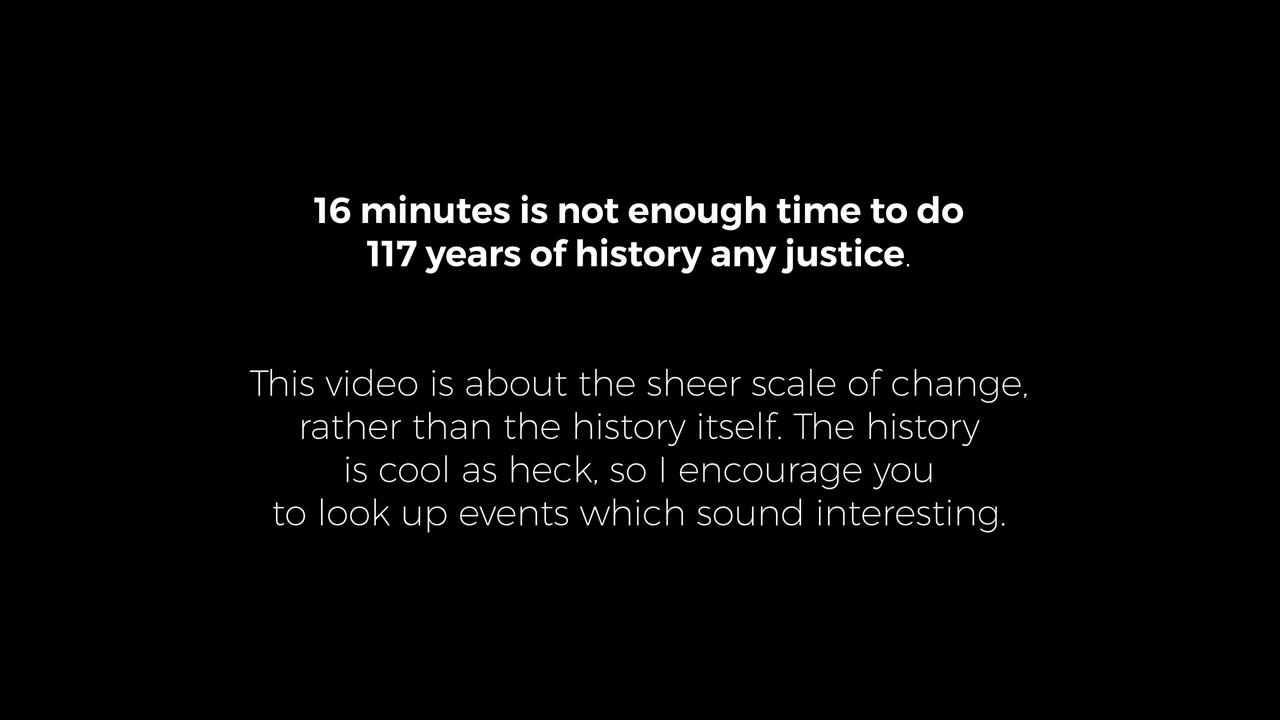 16 minutes is not enough time to do
117 years of history any justice.
This video is about the sheer scale of change,
rather than the history itself. The history
is cool as heck, so I encourage you
to look up events which sound interesting.